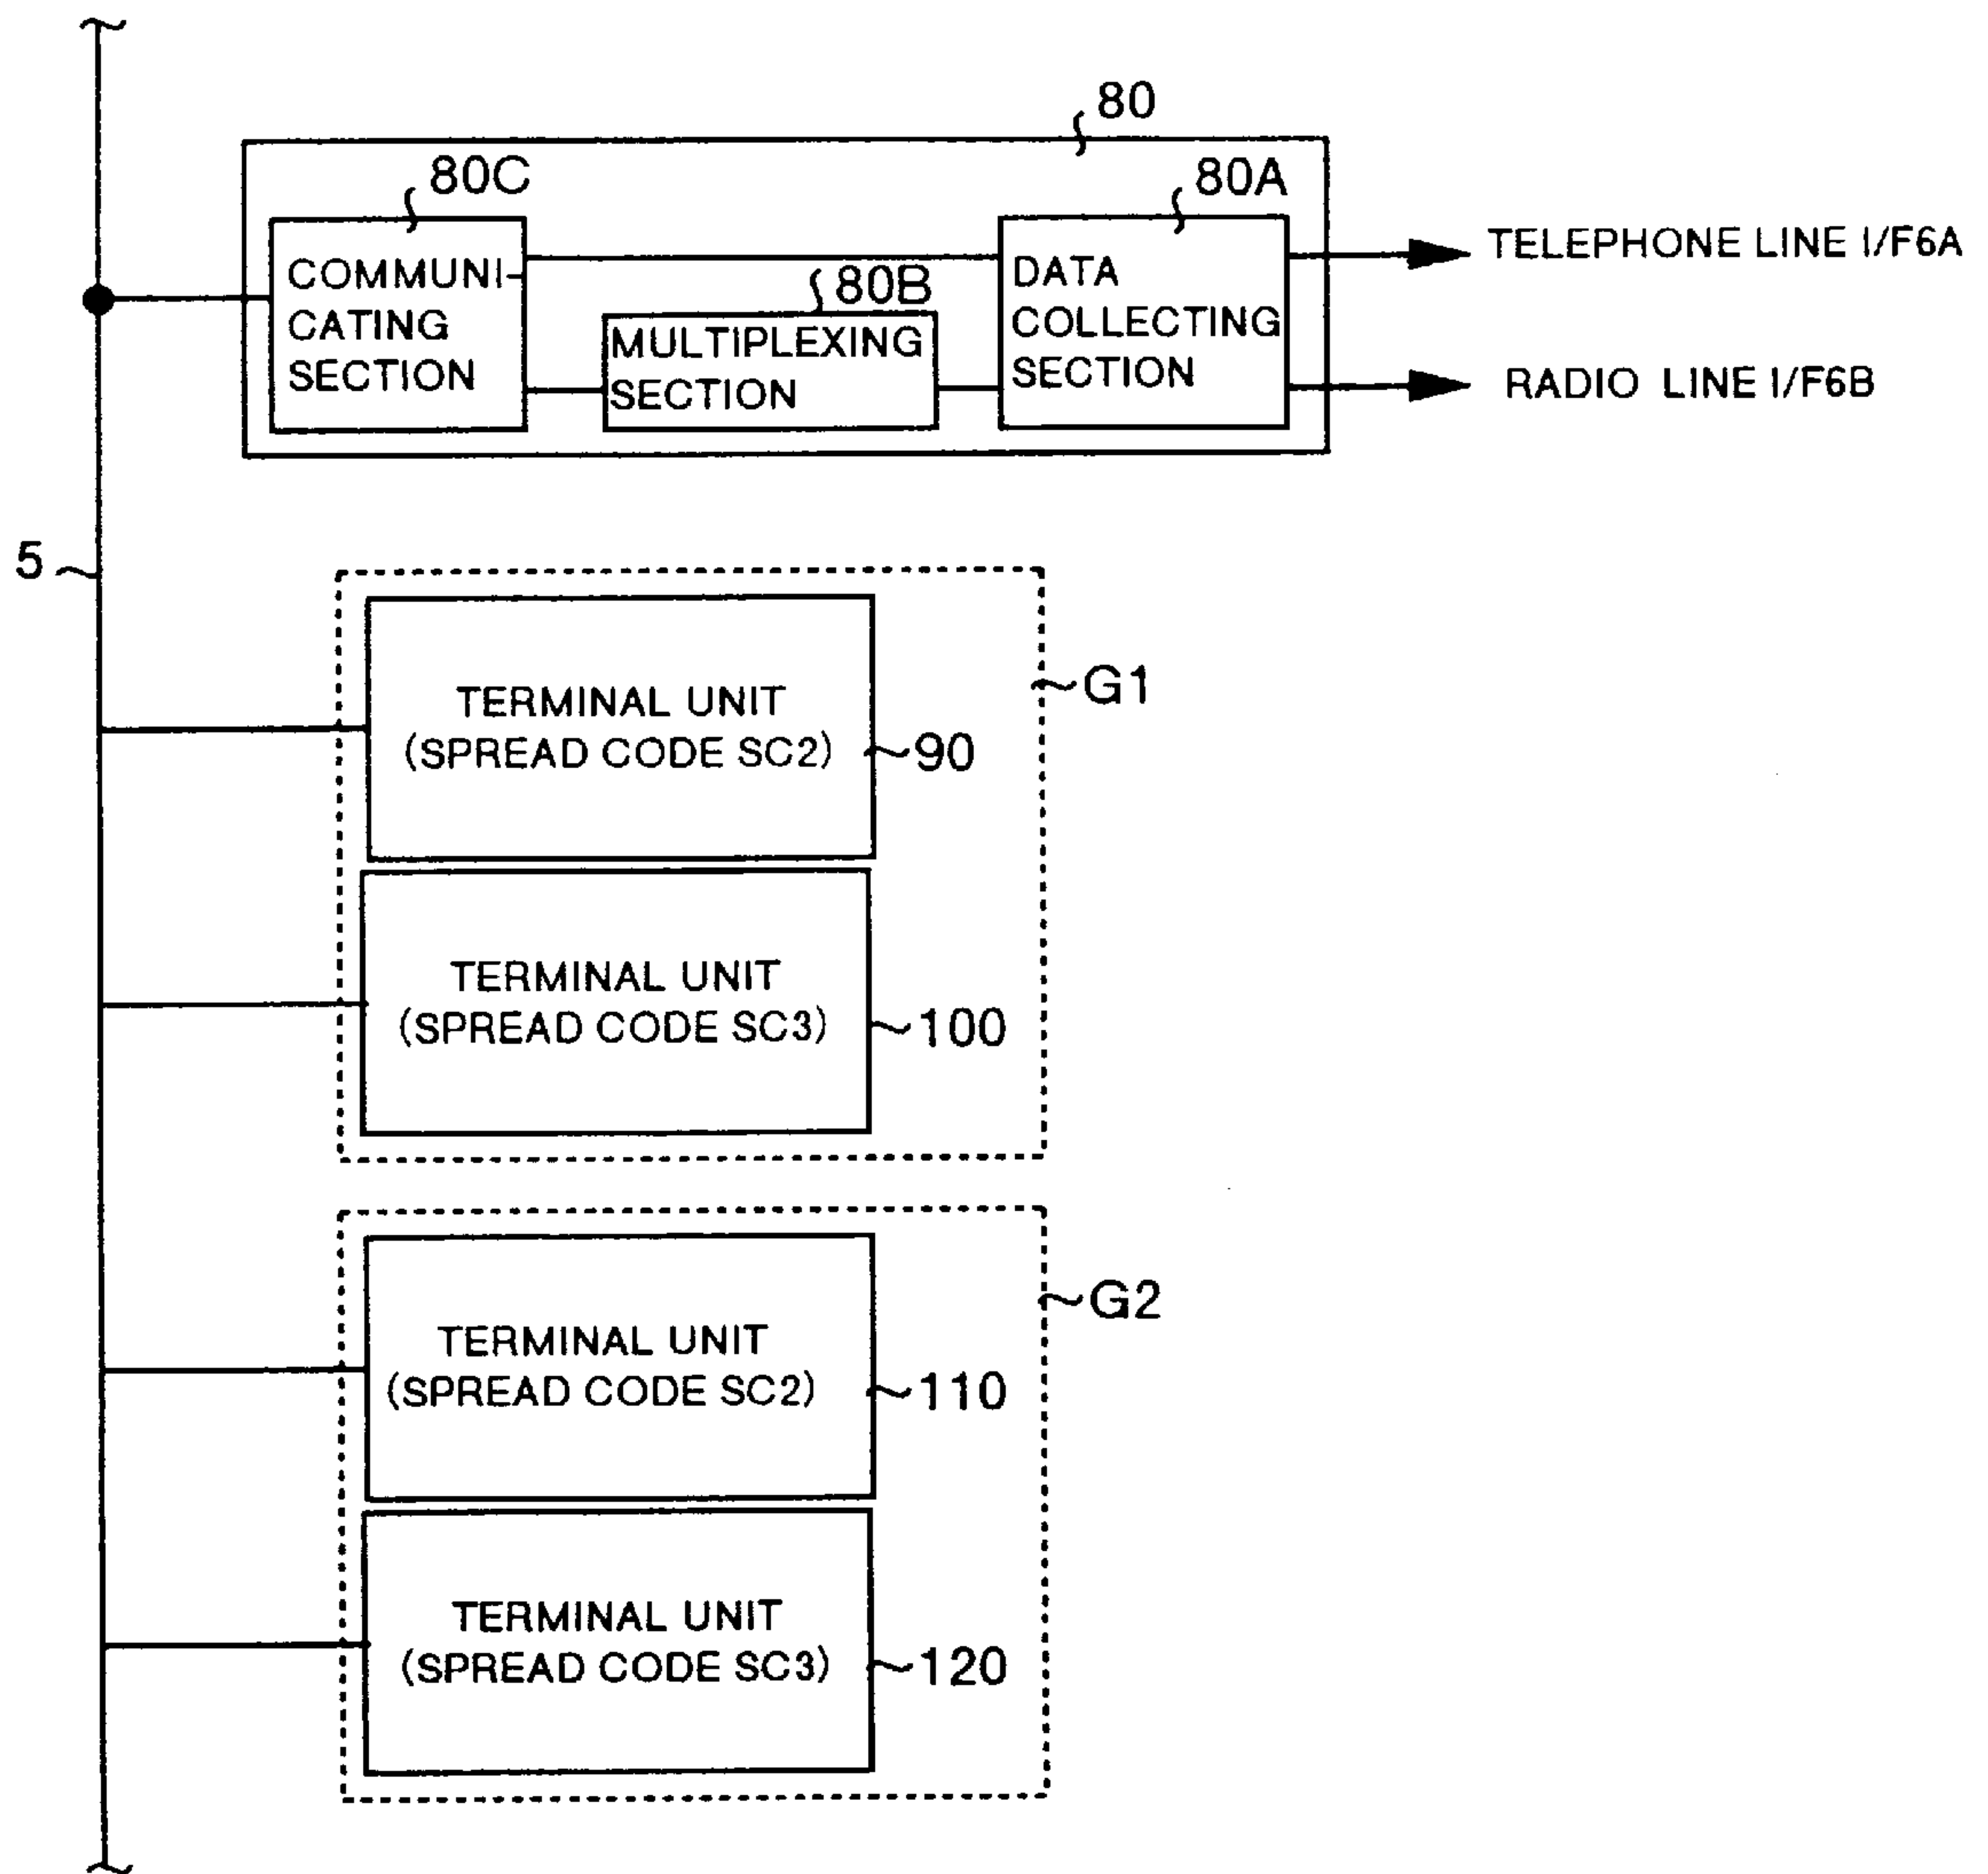 80
80C
80A
TELEPHONE LINE I/F6A
COMMUNI-
CATING
SECTION
80B
DATA
COLLECTING
SECTION
MULTIPLEXING
SECTION
RADIO LINE I/F6B
5
G1
TERMINAL UNIT
(SPREAD CODE SC2)
90
TERMINAL UNIT
(SPREAD CODE SC3)
100
G2
TERMINAL UNIT
(SPREAD CODE SC2)
110
TERMINAL UNIT
(SPREAD CODE SC3)
120